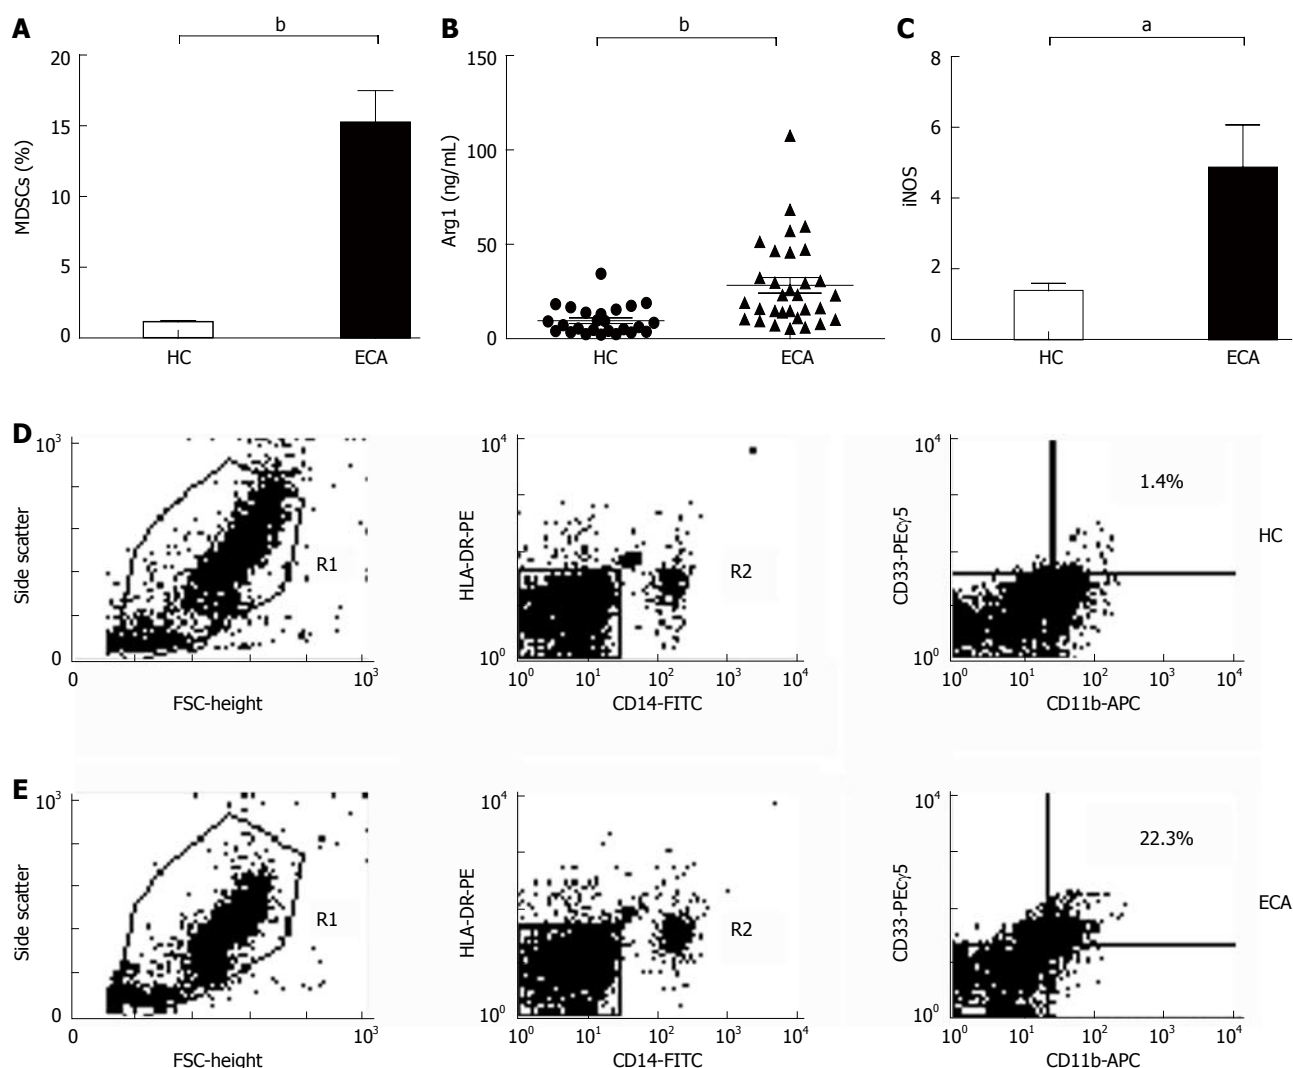 A
b
MDSCs (%)
20
15
10
5
0
HC
ECA
B
b
Arg1 (ng/mL)
150
100
50
0
HC
ECA
C
a
iNOS
8
6
4
2
0
HC
ECA
D
Side scatter
10³
0
R1
0
10³
FSC-height
HLA-DR-PE
10⁴
10⁰
R2
10⁰ 10¹ 10² 10³ 10⁴
CD14-FITC
CD33-PEcγ5
10⁴
10⁰
1.4%
10⁰ 10¹ 10² 10³ 10⁴
CD11b-APC
HC
E
Side scatter
10³
0
R1
0
10³
FSC-height
HLA-DR-PE
10⁴
10⁰
R2
10⁰ 10¹ 10² 10³ 10⁴
CD14-FITC
CD33-PEcγ5
10⁴
10⁰
22.3%
10⁰ 10¹ 10² 10³ 10⁴
CD11b-APC
ECA